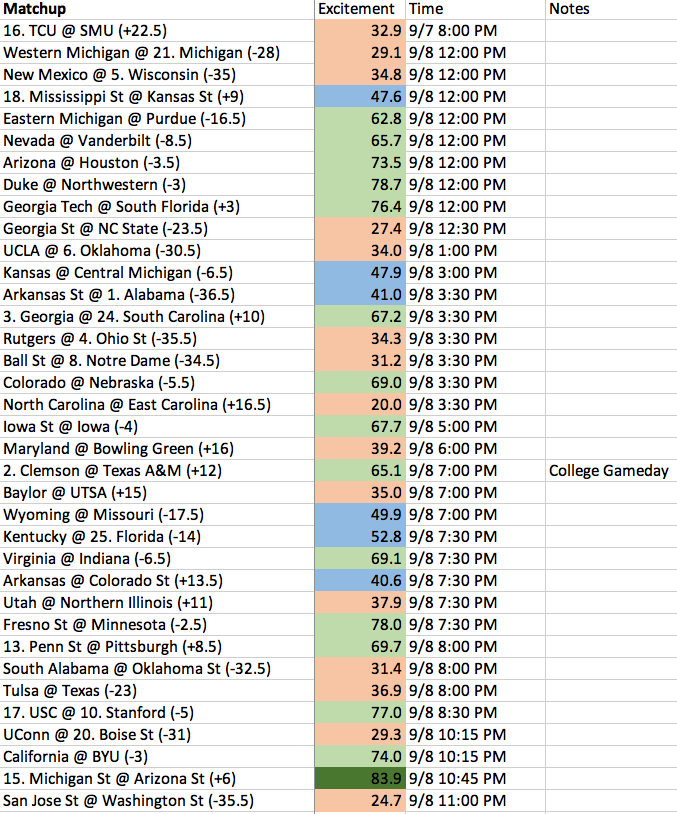 Matchup Excitement Time Notes
16. TCU @ SMU (+22.5) 32.9 9/7 8:00 PM
Western Michigan @ 21. Michigan (-28) 29.1 9/8 12:00 PM
New Mexico @ 5. Wisconsin (-35) 34.8 9/8 12:00 PM
18. Mississippi St @ Kansas St (+9) 47.6 9/8 12:00 PM
Eastern Michigan @ Purdue (-16.5) 62.8 9/8 12:00 PM
Nevada @ Vanderbilt (-8.5) 65.7 9/8 12:00 PM
Arizona @ Houston (-3.5) 73.5 9/8 12:00 PM
Duke @ Northwestern (-3) 78.7 9/8 12:00 PM
Georgia Tech @ South Florida (+3) 76.4 9/8 12:00 PM
Georgia St @ NC State (-23.5) 27.4 9/8 12:30 PM
UCLA @ 6. Oklahoma (-30.5) 34.0 9/8 1:00 PM
Kansas @ Central Michigan (-6.5) 47.9 9/8 3:00 PM
Arkansas St @ 1. Alabama (-36.5) 41.0 9/8 3:30 PM
3. Georgia @ 24. South Carolina (+10) 67.2 9/8 3:30 PM
Rutgers @ 4. Ohio St (-35.5) 34.3 9/8 3:30 PM
Ball St @ 8. Notre Dame (-34.5) 31.2 9/8 3:30 PM
Colorado @ Nebraska (-5.5) 69.0 9/8 3:30 PM
North Carolina @ East Carolina (+16.5) 20.0 9/8 3:30 PM
Iowa St @ Iowa (-4) 67.7 9/8 5:00 PM
Maryland @ Bowling Green (+16) 39.2 9/8 6:00 PM
2. Clemson @ Texas A&M (+12) 65.1 9/8 7:00 PM College Gameday
Baylor @ UTSA (+15) 35.0 9/8 7:00 PM
Wyoming @ Missouri (-17.5) 49.9 9/8 7:00 PM
Kentucky @ 25. Florida (-14) 52.8 9/8 7:30 PM
Virginia @ Indiana (-6.5) 69.1 9/8 7:30 PM
Arkansas @ Colorado St (+13.5) 40.6 9/8 7:30 PM
Utah @ Northern Illinois (+11) 37.9 9/8 7:30 PM
Fresno St @ Minnesota (-2.5) 78.0 9/8 7:30 PM
13. Penn St @ Pittsburgh (+8.5) 69.7 9/8 8:00 PM
South Alabama @ Oklahoma St (-32.5) 31.4 9/8 8:00 PM
Tulsa @ Texas (-23) 36.9 9/8 8:00 PM
17. USC @ 10. Stanford (-5) 77.0 9/8 8:30 PM
UConn @ 20. Boise St (-31) 29.3 9/8 10:15 PM
California @ BYU (-3) 74.0 9/8 10:15 PM
15. Michigan St @ Arizona St (+6) 83.9 9/8 10:45 PM
San Jose St @ Washington St (-35.5) 24.7 9/8 11:00 PM